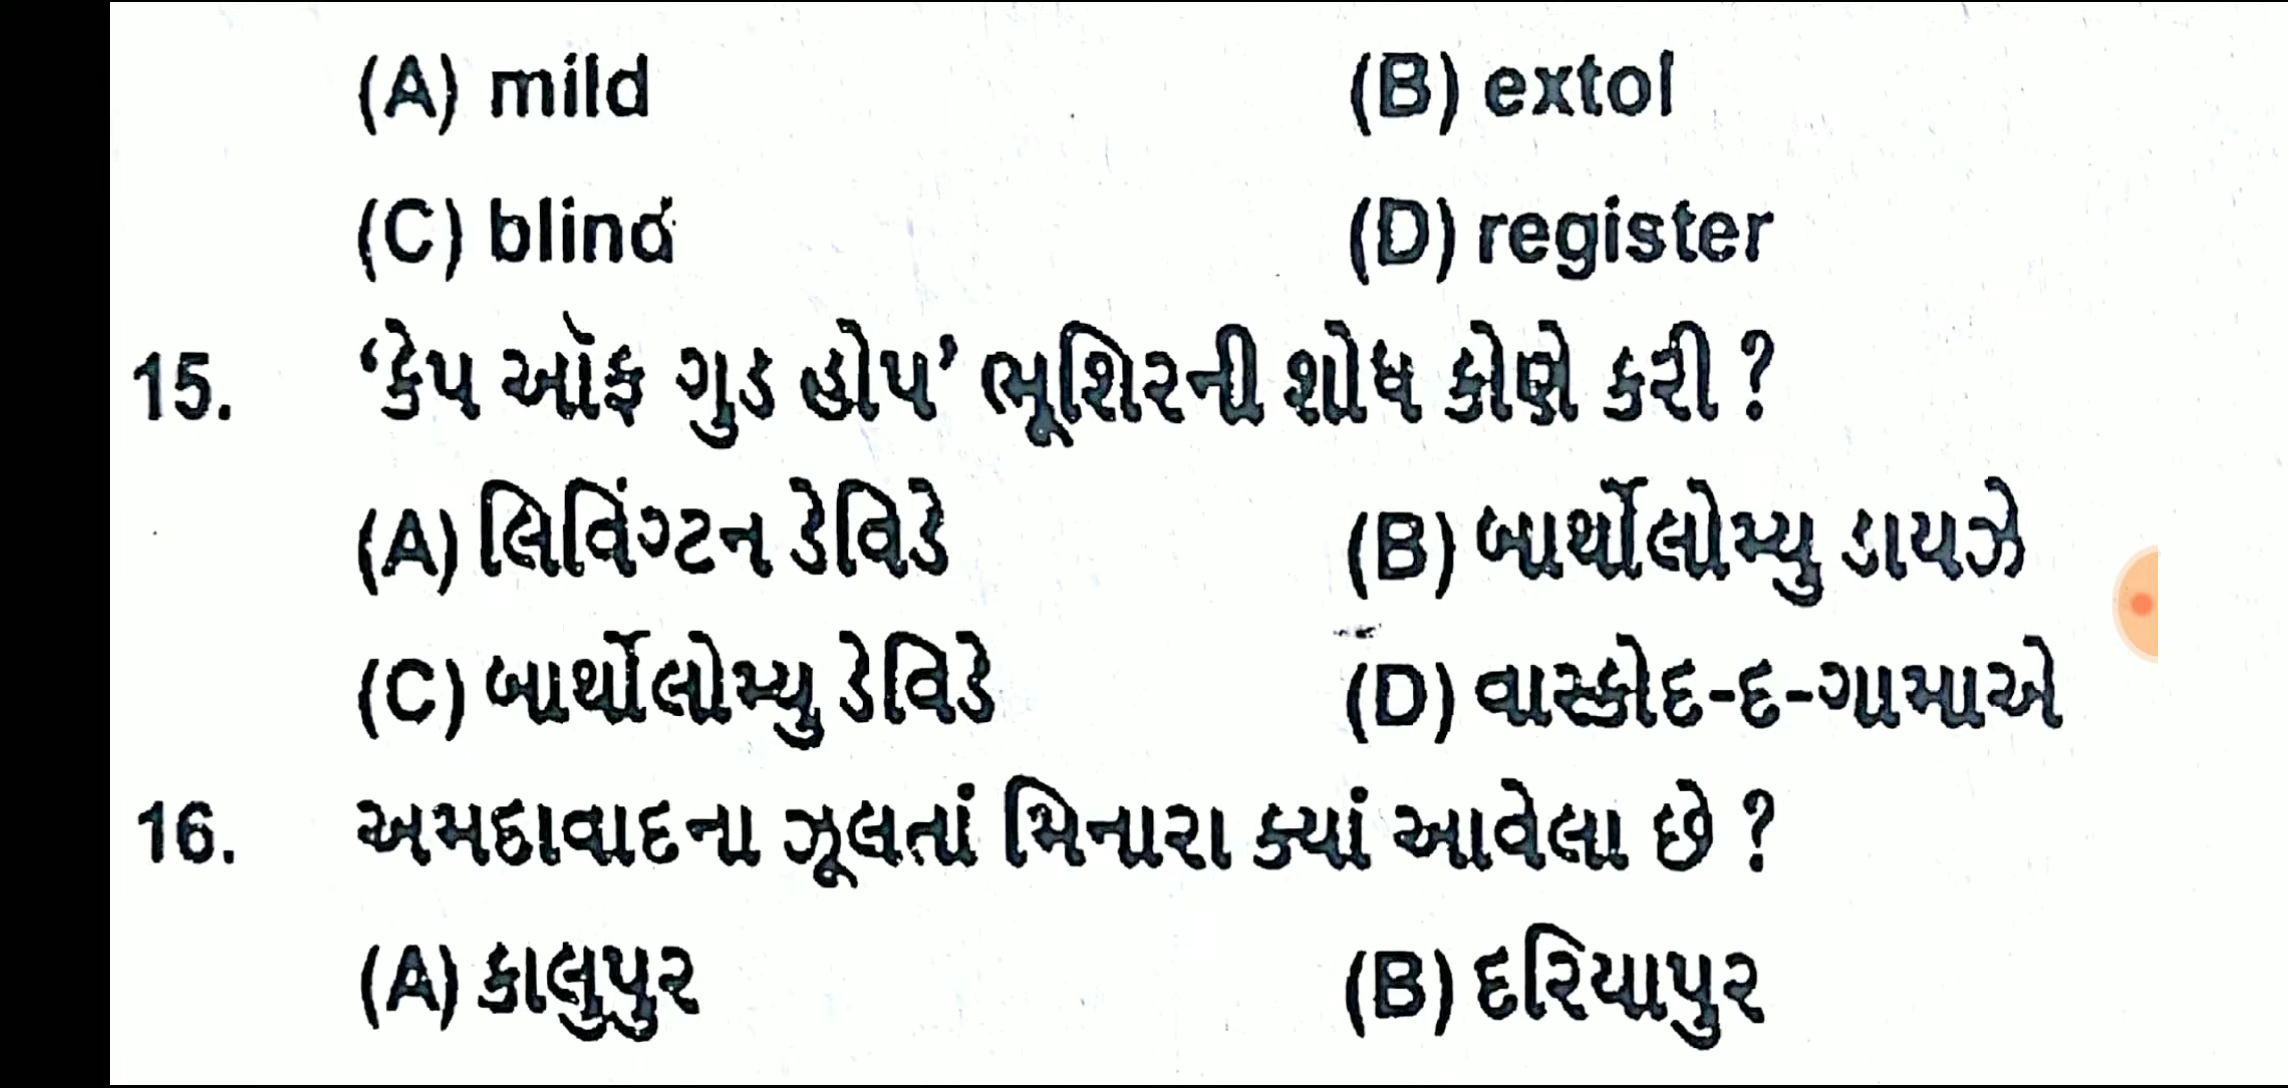 (A) mild (B) extol
(C) blind (D) register
15. ‘કેપ ઑફ ગુડ હોપ’ ભૂશિરની શોધ કોણે કરી ?
(A) લિવિંગ્ટન ડેવિડે (B) બાર્થોલોમ્યુ ડાયઝે
(C) બાર્થોલોમ્યુ ડેવિડે (D) વાસ્કોદ-દ-ગામાએ
16. અમદાવાદના ઝૂલતાં મિનારા ક્યાં આવેલા છે ?
(A) કાલુપુર (B) દરિયાપુર